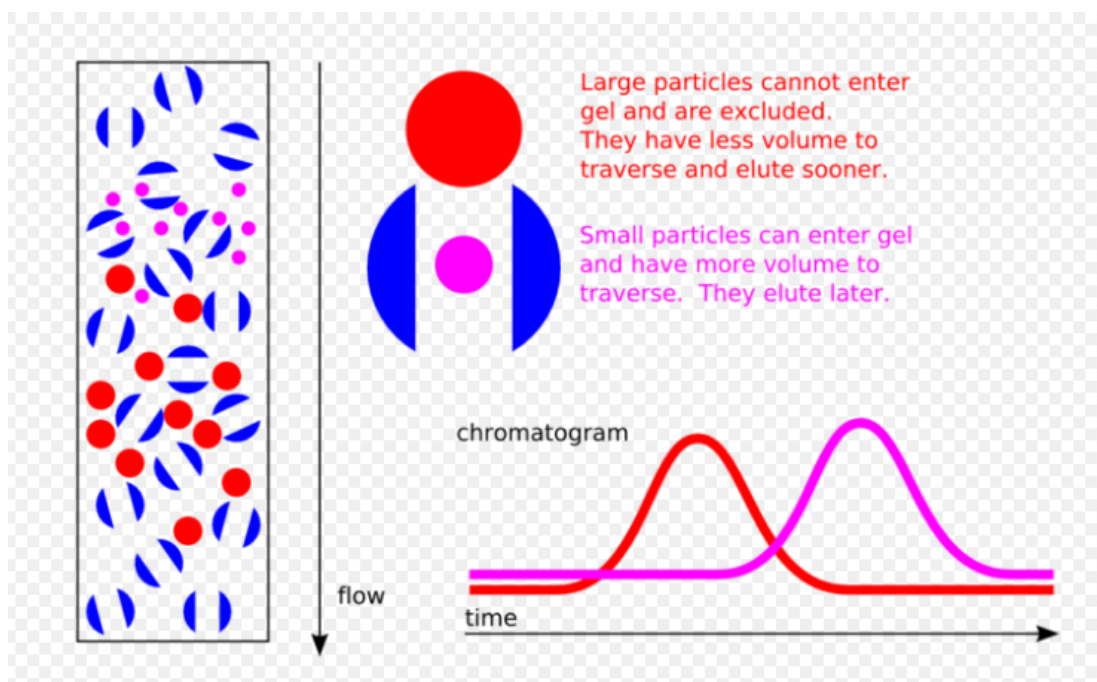 Large particles cannot enter
gel and are excluded.
They have less volume to
traverse and elute sooner.
Small particles can enter gel
and have more volume to
traverse.  They elute later.
chromatogram
flow
time